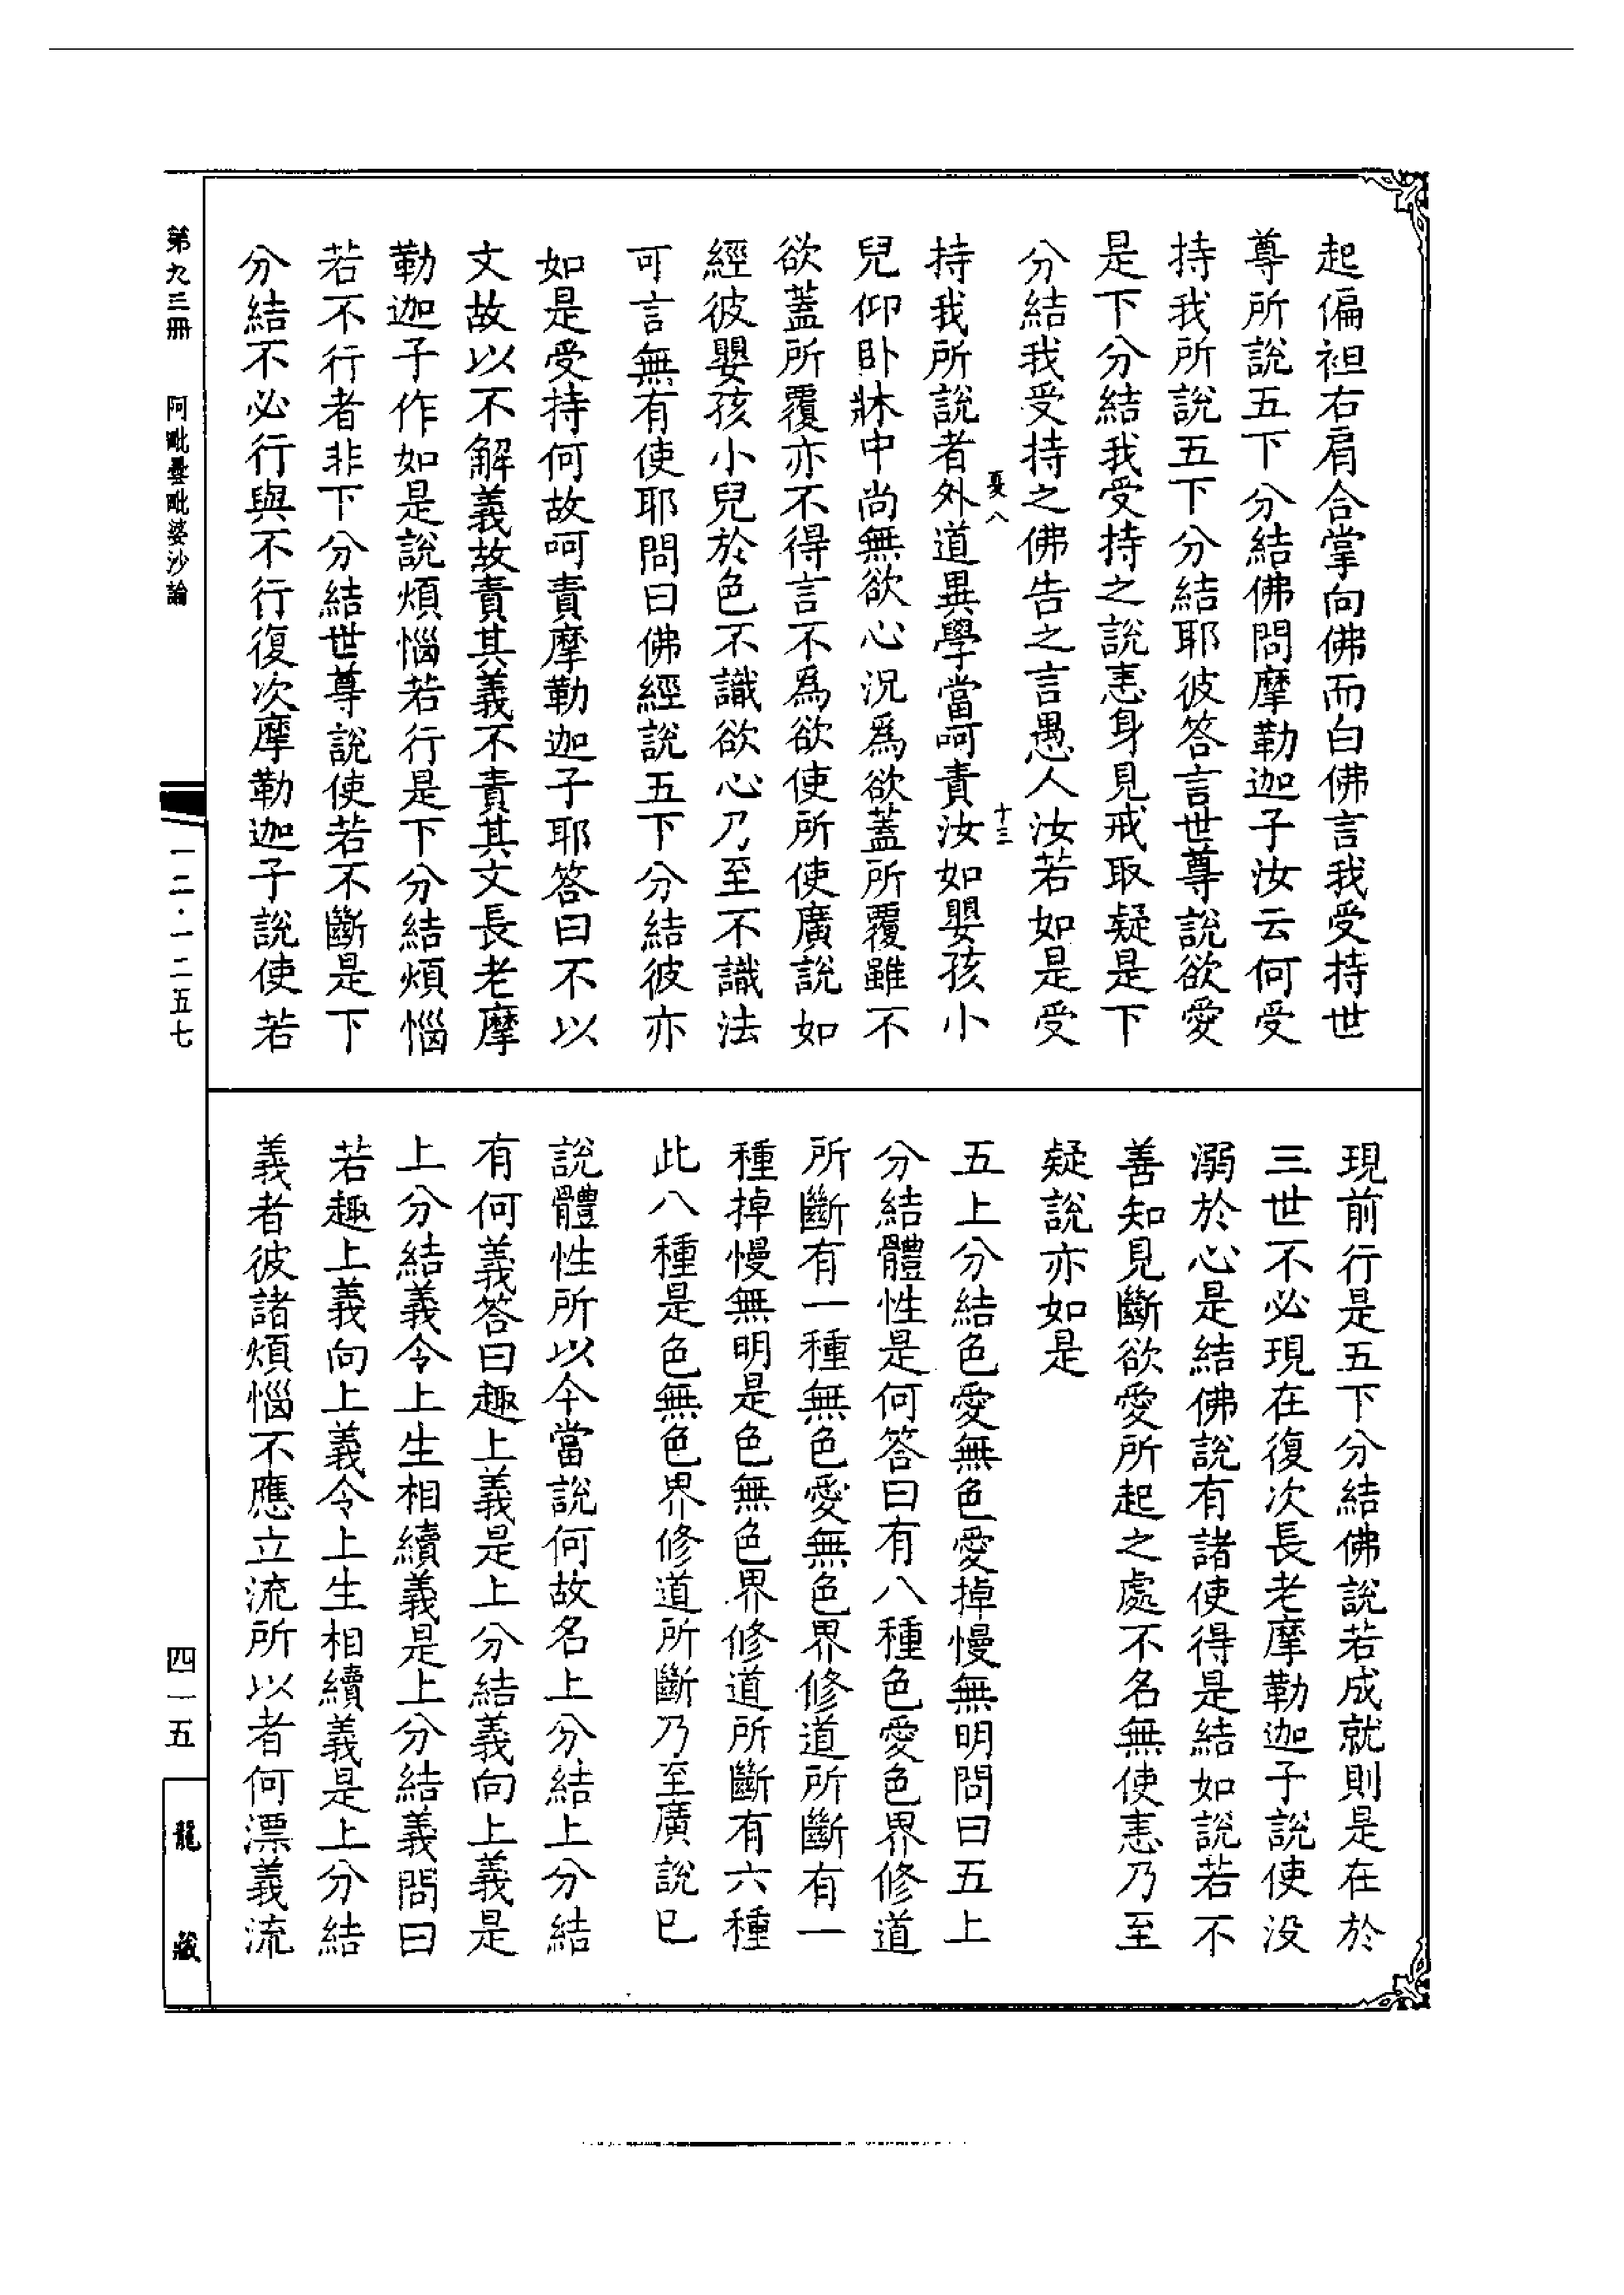 起偏袒右肩合掌向佛而白佛言我受持世
尊所說五下分結佛問摩勒迦子汝云何受
持我所說五下分結耶彼答言世尊說欲愛
是下分結我受持之說恚身見戒取疑是下
分結我受持之佛告之言愚人汝若如是受
持我所說者外道異學當呵責汝如嬰孩小
兒仰臥牀中尚無欲心況爲欲蓋所覆雖不
欲蓋所覆亦不得言不爲欲使所使廣說如
經彼嬰孩小兒於色不識欲心乃至不識法
可言無有使耶問曰佛經說五下分結彼亦
如是受持何故呵責摩勒迦子耶答曰不以
文故以不解義故責其義不責其文長老摩
勒迦子作如是說煩惱若行是下分結煩惱
若不行者非下分結世尊說使若不斷是下
分結不必行與不行復次摩勒迦子說使若
現前行是五下分結佛說若成就則是在於
三世不必現在復次長老摩勒迦子說使没
溺於心是結佛說有諸使得是結如說若不
善知見斷欲愛所起之處不名無使恚乃至
疑說亦如是
五上分結色愛無色愛掉慢無明問曰五上
分結體性是何答曰有八種色愛色界修道
所斷有一種無色愛無色界修道所斷有一
種掉慢無明是色無色界修道所斷有六種
此八種是色無色界修道所斷乃至廣說已
說體性所以今當說何故名上分結上分結
有何義答曰趣上義是上分結義向上義是
上分結義令上生相續義是上分結義問曰
若趣上義向上義令上生相續義是上分結
義者彼諸煩惱不應立流所以者何漂義流
夏八
十三
第九三冊
阿毗曇毗婆沙論
一二·一二五七
四一五
龍藏